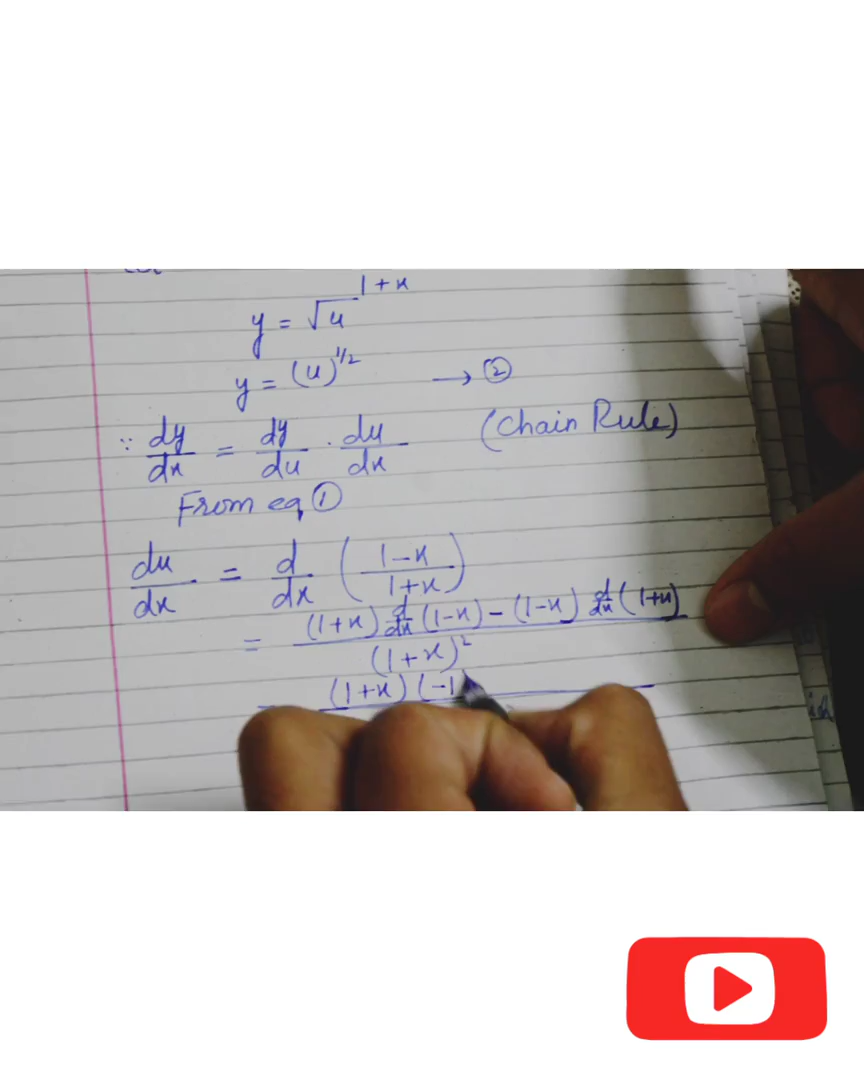 1+x
y = √u
y = (u)^1/2 → ②
∵ dy/dx = dy/du · du/dx (Chain Rule)
From eq ①
du/dx = d/dx (1-x/1+x)
= (1+x) d/dx (1-x) - (1-x) d/dx (1+x) / (1+x)²
= (1+x) (-1